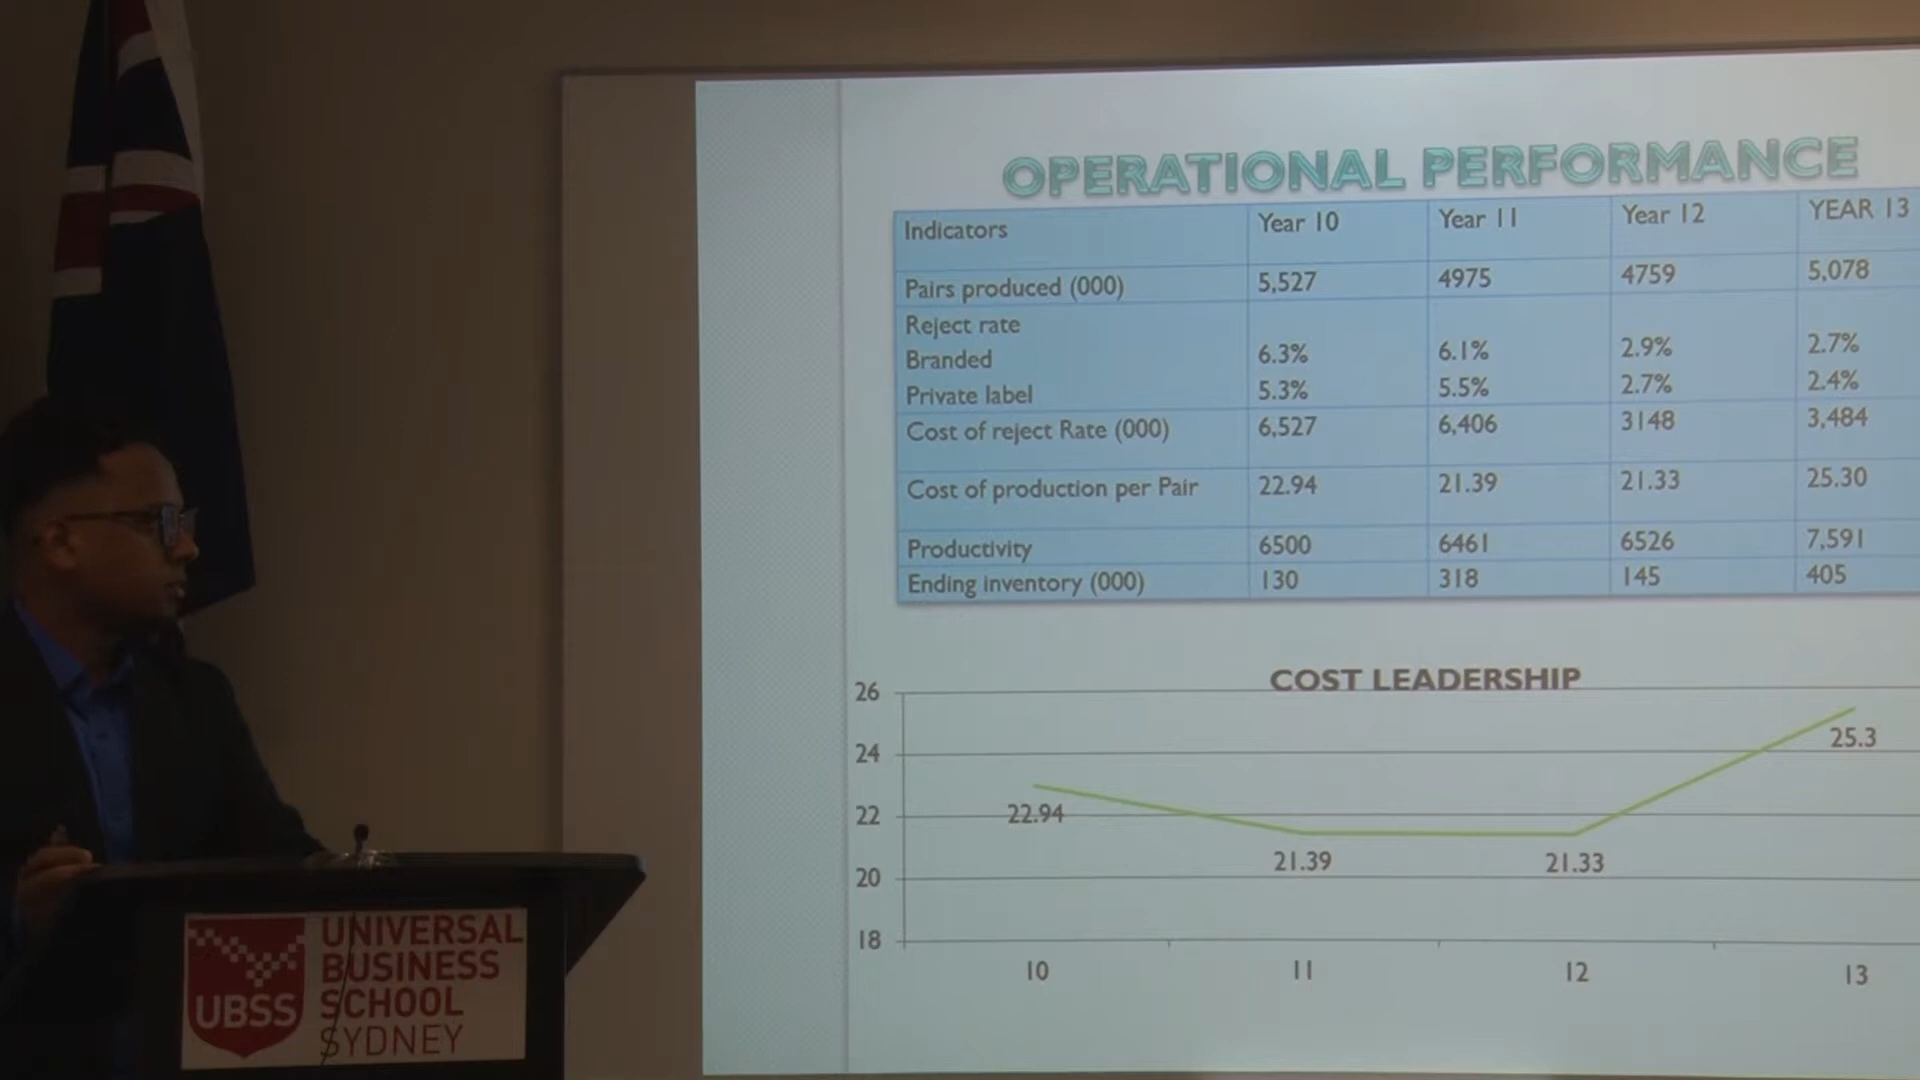 OPERATIONAL PERFORMANCE
Indicators Year 10 Year 11 Year 12 YEAR 13
Pairs produced (000) 5,527 4975 4759 5,078
Reject rate
Branded 6.3% 6.1% 2.9% 2.7%
Private label 5.3% 5.5% 2.7% 2.4%
Cost of reject Rate (000) 6,527 6,406 3148 3,484
Cost of production per Pair 22.94 21.39 21.33 25.30
Productivity 6500 6461 6526 7,591
Ending inventory (000) 130 318 145 405
COST LEADERSHIP
26
24
22
20
18
22.94
21.39
21.33
25.3
10 11 12 13
UBSS
UNIVERSAL
BUSINESS
SCHOOL
SYDNEY